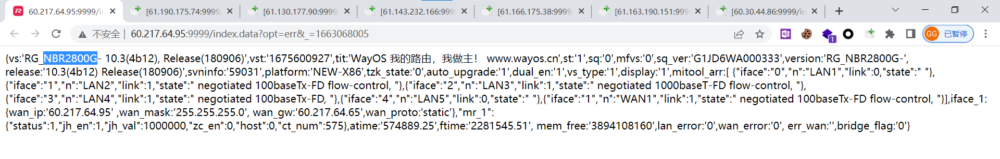 60.217.64.95:9999/in
[61.190.175.74:9999
[61.130.177.90:9999
[61.143.232.166:999
[61.166.175.38:9999
[61.163.190.151:999
[60.30.44.86:9999/in
不安全 | 60.217.64.95:9999/index.data?opt=err&_=1663068005
1
GG 已暂停
{vs:'RG_NBR2800G- 10.3(4b12), Release(180906)',vst:'1675600927',tit:'WayOS 我的路由，我做主！ www.wayos.cn',st:'1',sq:'0',mfvs:'0',sq_ver:'G1JD6WA000333',version:'RG_NBR2800G-',
release:'10.3(4b12) Release(180906)',svninfo:'59031',platform:'NEW-X86',tzk_state:'0',auto_upgrade:'1',dual_en:'1',vs_type:'1',display:'1',mitool_arr:[ {"iface":"0","n":"LAN1","link":0,"state":" "},
{"iface":"1","n":"LAN2","link":1,"state":" negotiated 100baseTx-FD flow-control, "},{"iface":"2","n":"LAN3","link":1,"state":" negotiated 1000baseT-FD flow-control, "},
{"iface":"3","n":"LAN4","link":1,"state":" negotiated 100baseTx-FD, "},{"iface":"4","n":"LAN5","link":0,"state":" "},{"iface":"1","n":"WAN1","link":1,"state":" negotiated 100baseTx-FD flow-control, "}],iface_1:
{wan_ip:'60.217.64.95' ,wan_mask:'255.255.255.0', wan_gw:'60.217.64.65',wan_proto:'static'},"mr_1":
{"status":1,"jh_en":1,"jh_val":1000000,"zc_en":0,"host":0,"ct_num":575},atime:'574889.25',ftime:'2281545.51', mem_free:'3894108160',lan_error:'0',wan_error:'0', err_wan:'',bridge_flag:'0'}